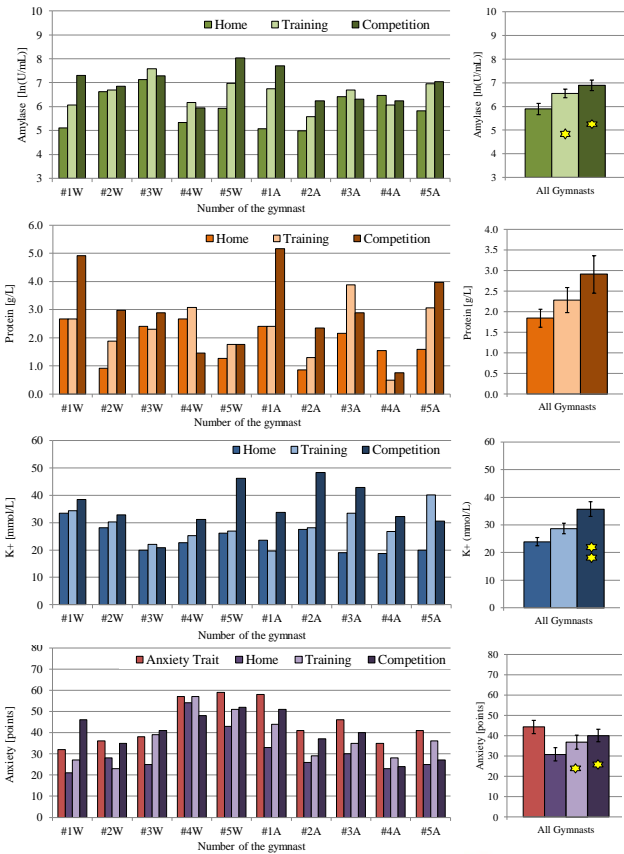 Home Training Competition
Amylase [ln(U/mL)]
10
9
8
7
6
5
4
3
#1W #2W #3W #4W #5W #1A #2A #3A #4A #5A
Number of the gymnast
Amylase [ln(U/mL)]
10
9
8
7
6
5
4
3
All Gymnasts
Home Training Competition
Protein [g/L]
6.0
5.0
4.0
3.0
2.0
1.0
0.0
#1W #2W #3W #4W #5W #1A #2A #3A #4A #5A
Number of the gymnast
Protein [g/L]
4.0
3.5
3.0
2.5
2.0
1.5
1.0
0.5
0.0
All Gymnasts
Home Training Competition
K+ [mmol/L]
60
50
40
30
20
10
0
#1W #2W #3W #4W #5W #1A #2A #3A #4A #5A
Number of the gymnast
K+ (mmol/L)
60
50
40
30
20
10
0
All Gymnasts
Anxiety Trait Home Training Competition
Anxiety [points]
80
70
60
50
40
30
20
10
0
#1W #2W #3W #4W #5W #1A #2A #3A #4A #5A
Number of the gymnast
Anxiety [points]
80
70
60
50
40
30
20
10
0
All Gymnasts